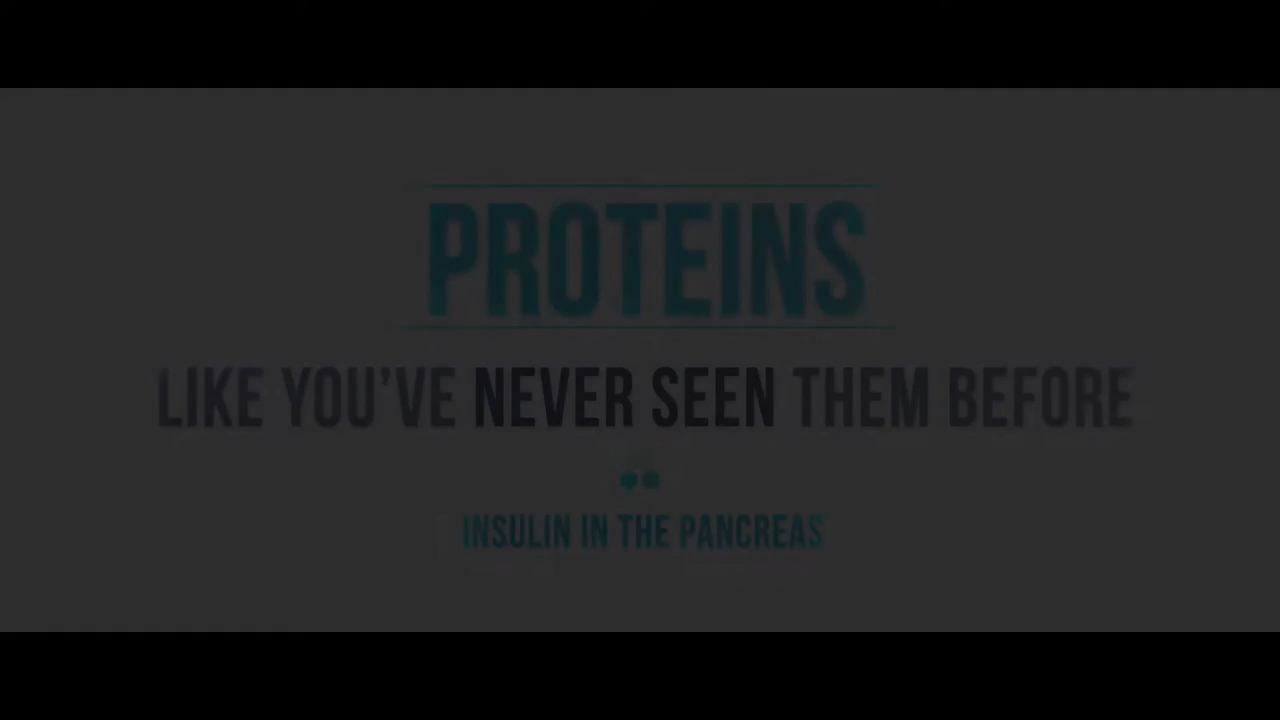 PROTEINS
LIKE YOU'VE NEVER SEEN THEM BEFORE
INSULIN IN THE PANCREAS